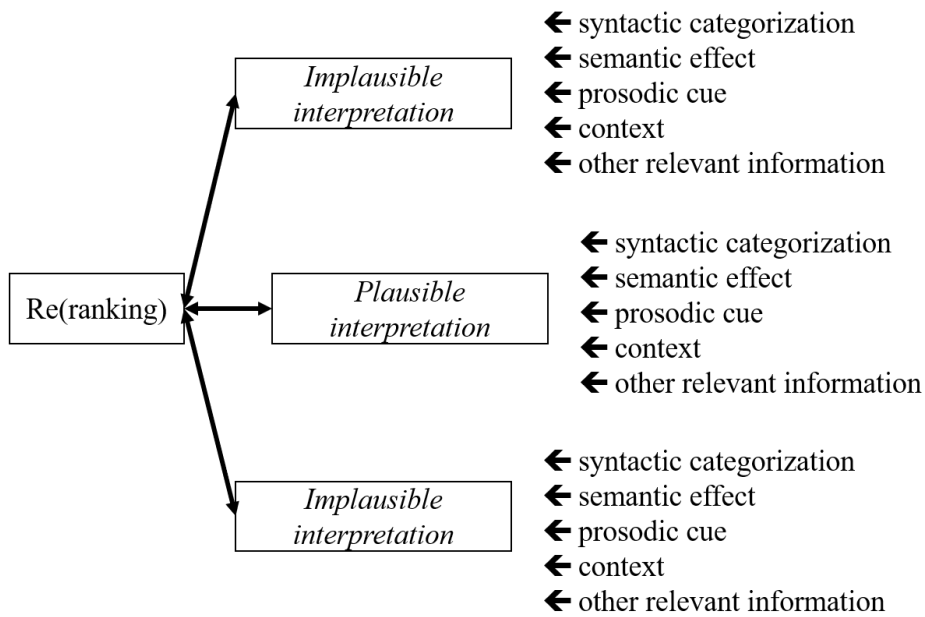 ← syntactic categorization
← semantic effect
← prosodic cue
← context
← other relevant information
Implausible
interpretation
← syntactic categorization
← semantic effect
← prosodic cue
← context
← other relevant information
Re(ranking)
Plausible
interpretation
← syntactic categorization
← semantic effect
← prosodic cue
← context
← other relevant information
Implausible
interpretation